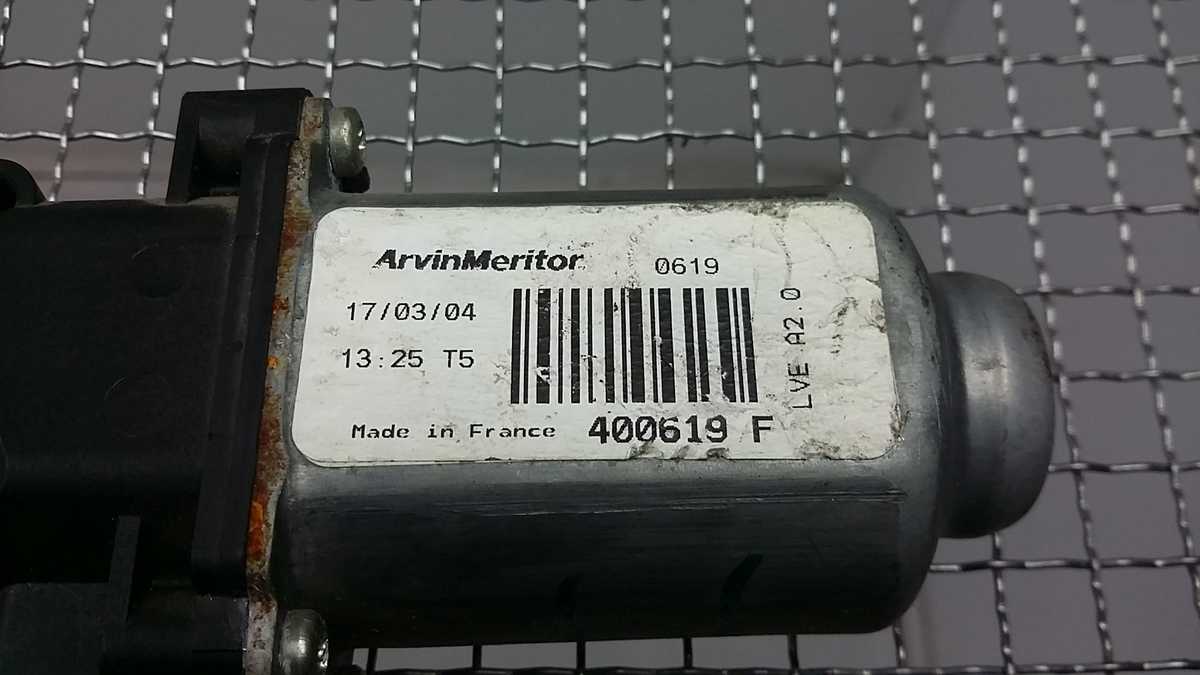 ArvinMeritor
0619
17/03/04
13:25 T5
LVE A2.0
Made in France
400619 F